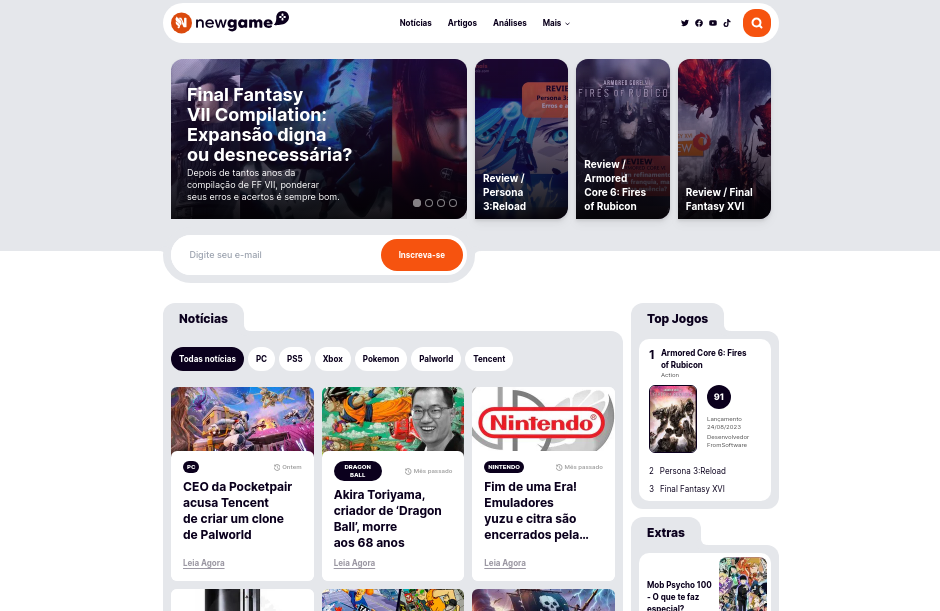 newgame
Notícias
Artigos
Análises
Mais
Final Fantasy
VII Compilation:
Expansão digna
ou desnecessária?
Depois de tantos anos da
compilação de FF VII, ponderar
seus erros e acertos é sempre bom.
Review /
Persona
3:Reload
ARMORED CORE VI
FIRES OF RUBICON
Review /
Armored
Core 6: Fires
of Rubicon
Review / Final
Fantasy XVI
Digite seu e-mail
Inscreva-se
Notícias
Todas notícias
PC
PS5
Xbox
Pokemon
Palworld
Tencent
PC
Ontem
CEO da Pocketpair
acusa Tencent
de criar um clone
de Palworld
Leia Agora
DRAGON
BALL
Mês passado
Akira Toriyama,
criador de ‘Dragon
Ball’, morre
aos 68 anos
Leia Agora
Nintendo®
NINTENDO
Mês passado
Fim de uma Era!
Emuladores
yuzu e citra são
encerrados pela...
Leia Agora
Top Jogos
1
Armored Core 6: Fires
of Rubicon
Action
91
Lançamento
24/08/2023
Desenvolvedor
FromSoftware
2 Persona 3:Reload
3 Final Fantasy XVI
Extras
Mob Psycho 100
- O que te faz
especial?